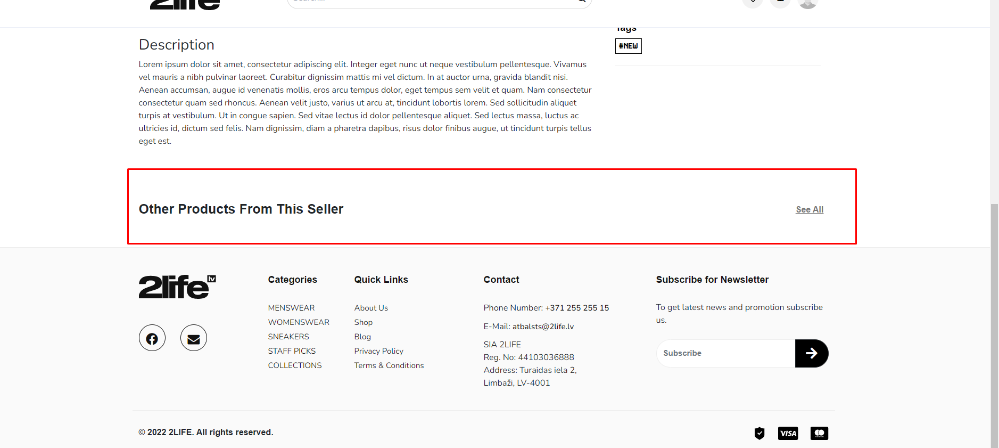 2life
Search...
Tags
#NEW
Description
Lorem ipsum dolor sit amet, consectetur adipiscing elit. Integer eget nunc ut neque vestibulum pellentesque. Vivamus
vel mauris a nibh pulvinar laoreet. Curabitur dignissim mattis mi vel dictum. In at auctor urna, gravida blandit nisi.
Aenean accumsan, augue id venenatis mollis, eros arcu tempus dolor, eget tempus sem velit et quam. Nam consectetur
consectetur quam sed rhoncus. Aenean velit justo, varius ut arcu at, tincidunt lobortis lorem. Sed sollicitudin aliquet
turpis at vestibulum. Ut in congue sapien. Sed vitae lectus id dolor pellentesque aliquet. Sed lectus massa, luctus ac
ultricies id, dictum sed felis. Nam dignissim, diam a pharetra dapibus, risus dolor finibus augue, ut tincidunt turpis tellus
eget est.
Other Products From This Seller
See All
2life lv
Categories
MENSWEAR
WOMENSWEAR
SNEAKERS
STAFF PICKS
COLLECTIONS
Quick Links
About Us
Shop
Blog
Privacy Policy
Terms & Conditions
Contact
Phone Number: +371 255 255 15
E-Mail: atbalsts@2life.lv
SIA 2LIFE
Reg. No: 44103036888
Address: Turaidas iela 2,
Limbaži, LV-4001
Subscribe for Newsletter
To get latest news and promotion subscribe
us.
Subscribe
© 2022 2LIFE. All rights reserved.
VISA